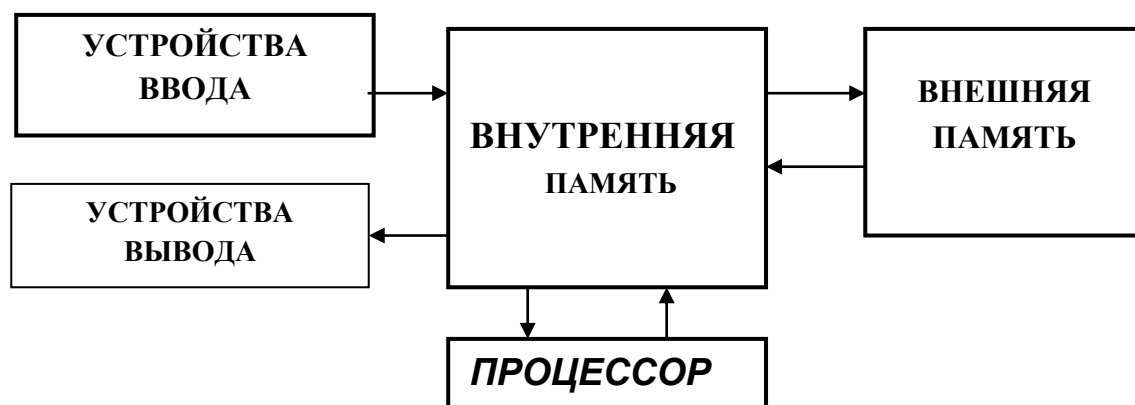 УСТРОЙСТВА
ВВОДА
УСТРОЙСТВА
ВЫВОДА
ВНУТРЕННЯЯ
ПАМЯТЬ
ВНЕШНЯЯ
ПАМЯТЬ
ПРОЦЕССОР